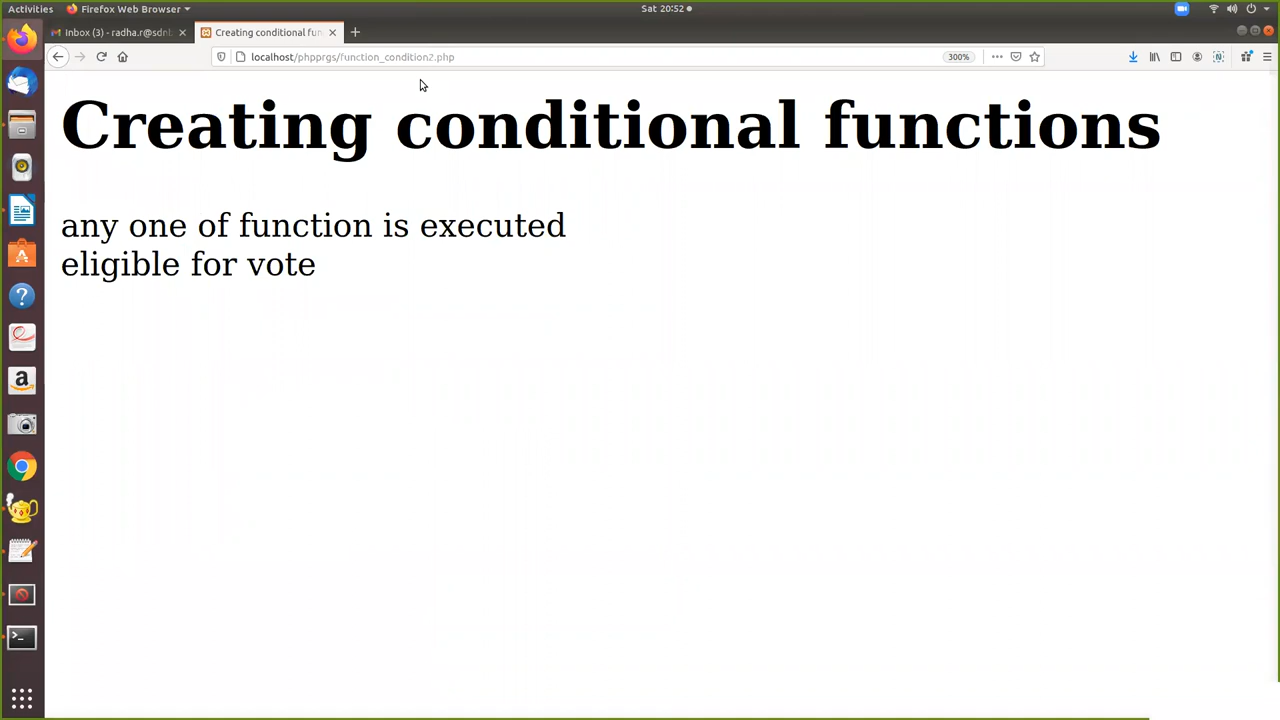 Activities Firefox Web Browser Sat 20:52
Inbox (3) - radha.r@sdnb Creating conditional fun
localhost/phpprgs/function_condition2.php 300%
Creating conditional functions
any one of function is executed
eligible for vote